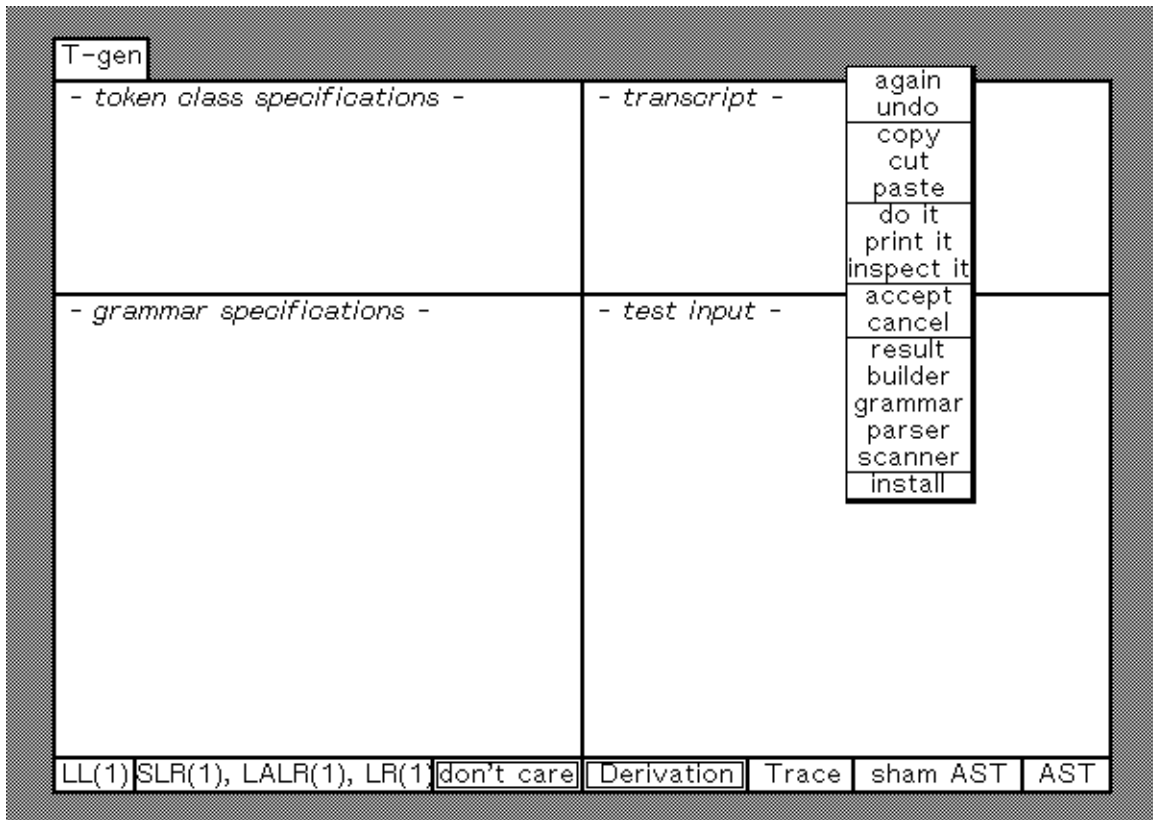 T-gen
- token class specifications -
- transcript -
again
undo
copy
cut
paste
do it
print it
inspect it
accept
cancel
result
builder
grammar
parser
scanner
install
- grammar specifications -
- test input -
LL(1) SLR(1), LALR(1), LR(1) don't care Derivation Trace sham AST AST